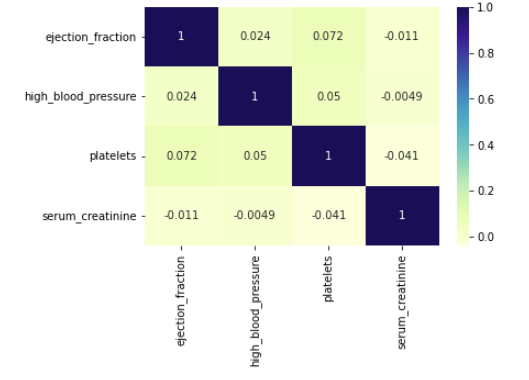 1.0
ejection_fraction 1 0.024 0.072 -0.011
0.8
high_blood_pressure 0.024 1 0.05 -0.0049
0.6
0.4
platelets 0.072 0.05 1 -0.041
0.2
serum_creatinine -0.011 -0.0049 -0.041 1
0.0
ejection_fraction
high_blood_pressure
platelets
serum_creatinine